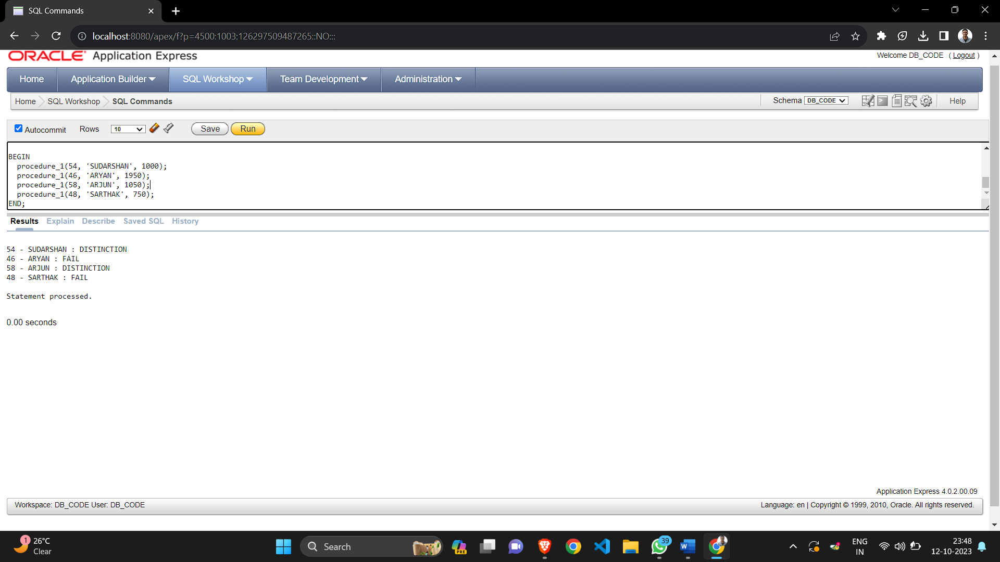 SQL Commands
localhost:8080/apex/f?p=4500:1003:126297509487265::NO:::
ORACLE Application Express
Welcome DB_CODE ( Logout )
Home Application Builder SQL Workshop Team Development Administration
Home SQL Workshop SQL Commands Schema DB_CODE Help
Autocommit Rows 10 Save Run
BEGIN
procedure_1(54, 'SUDARSHAN', 1000);
procedure_1(46, 'ARYAN', 1950);
procedure_1(58, 'ARJUN', 1050);
procedure_1(48, 'SARTHAK', 750);
END;
Results Explain Describe Saved SQL History
54 - SUDARSHAN : DISTINCTION
46 - ARYAN : FAIL
58 - ARJUN : DISTINCTION
48 - SARTHAK : FAIL
Statement processed.
0.00 seconds
Application Express 4.0.2.00.09
Workspace: DB_CODE User: DB_CODE
Language: en | Copyright © 1999, 2010, Oracle. All rights reserved.
1
26°C
Clear
Search
PRE
39
ENG
IN
23:48
12-10-2023